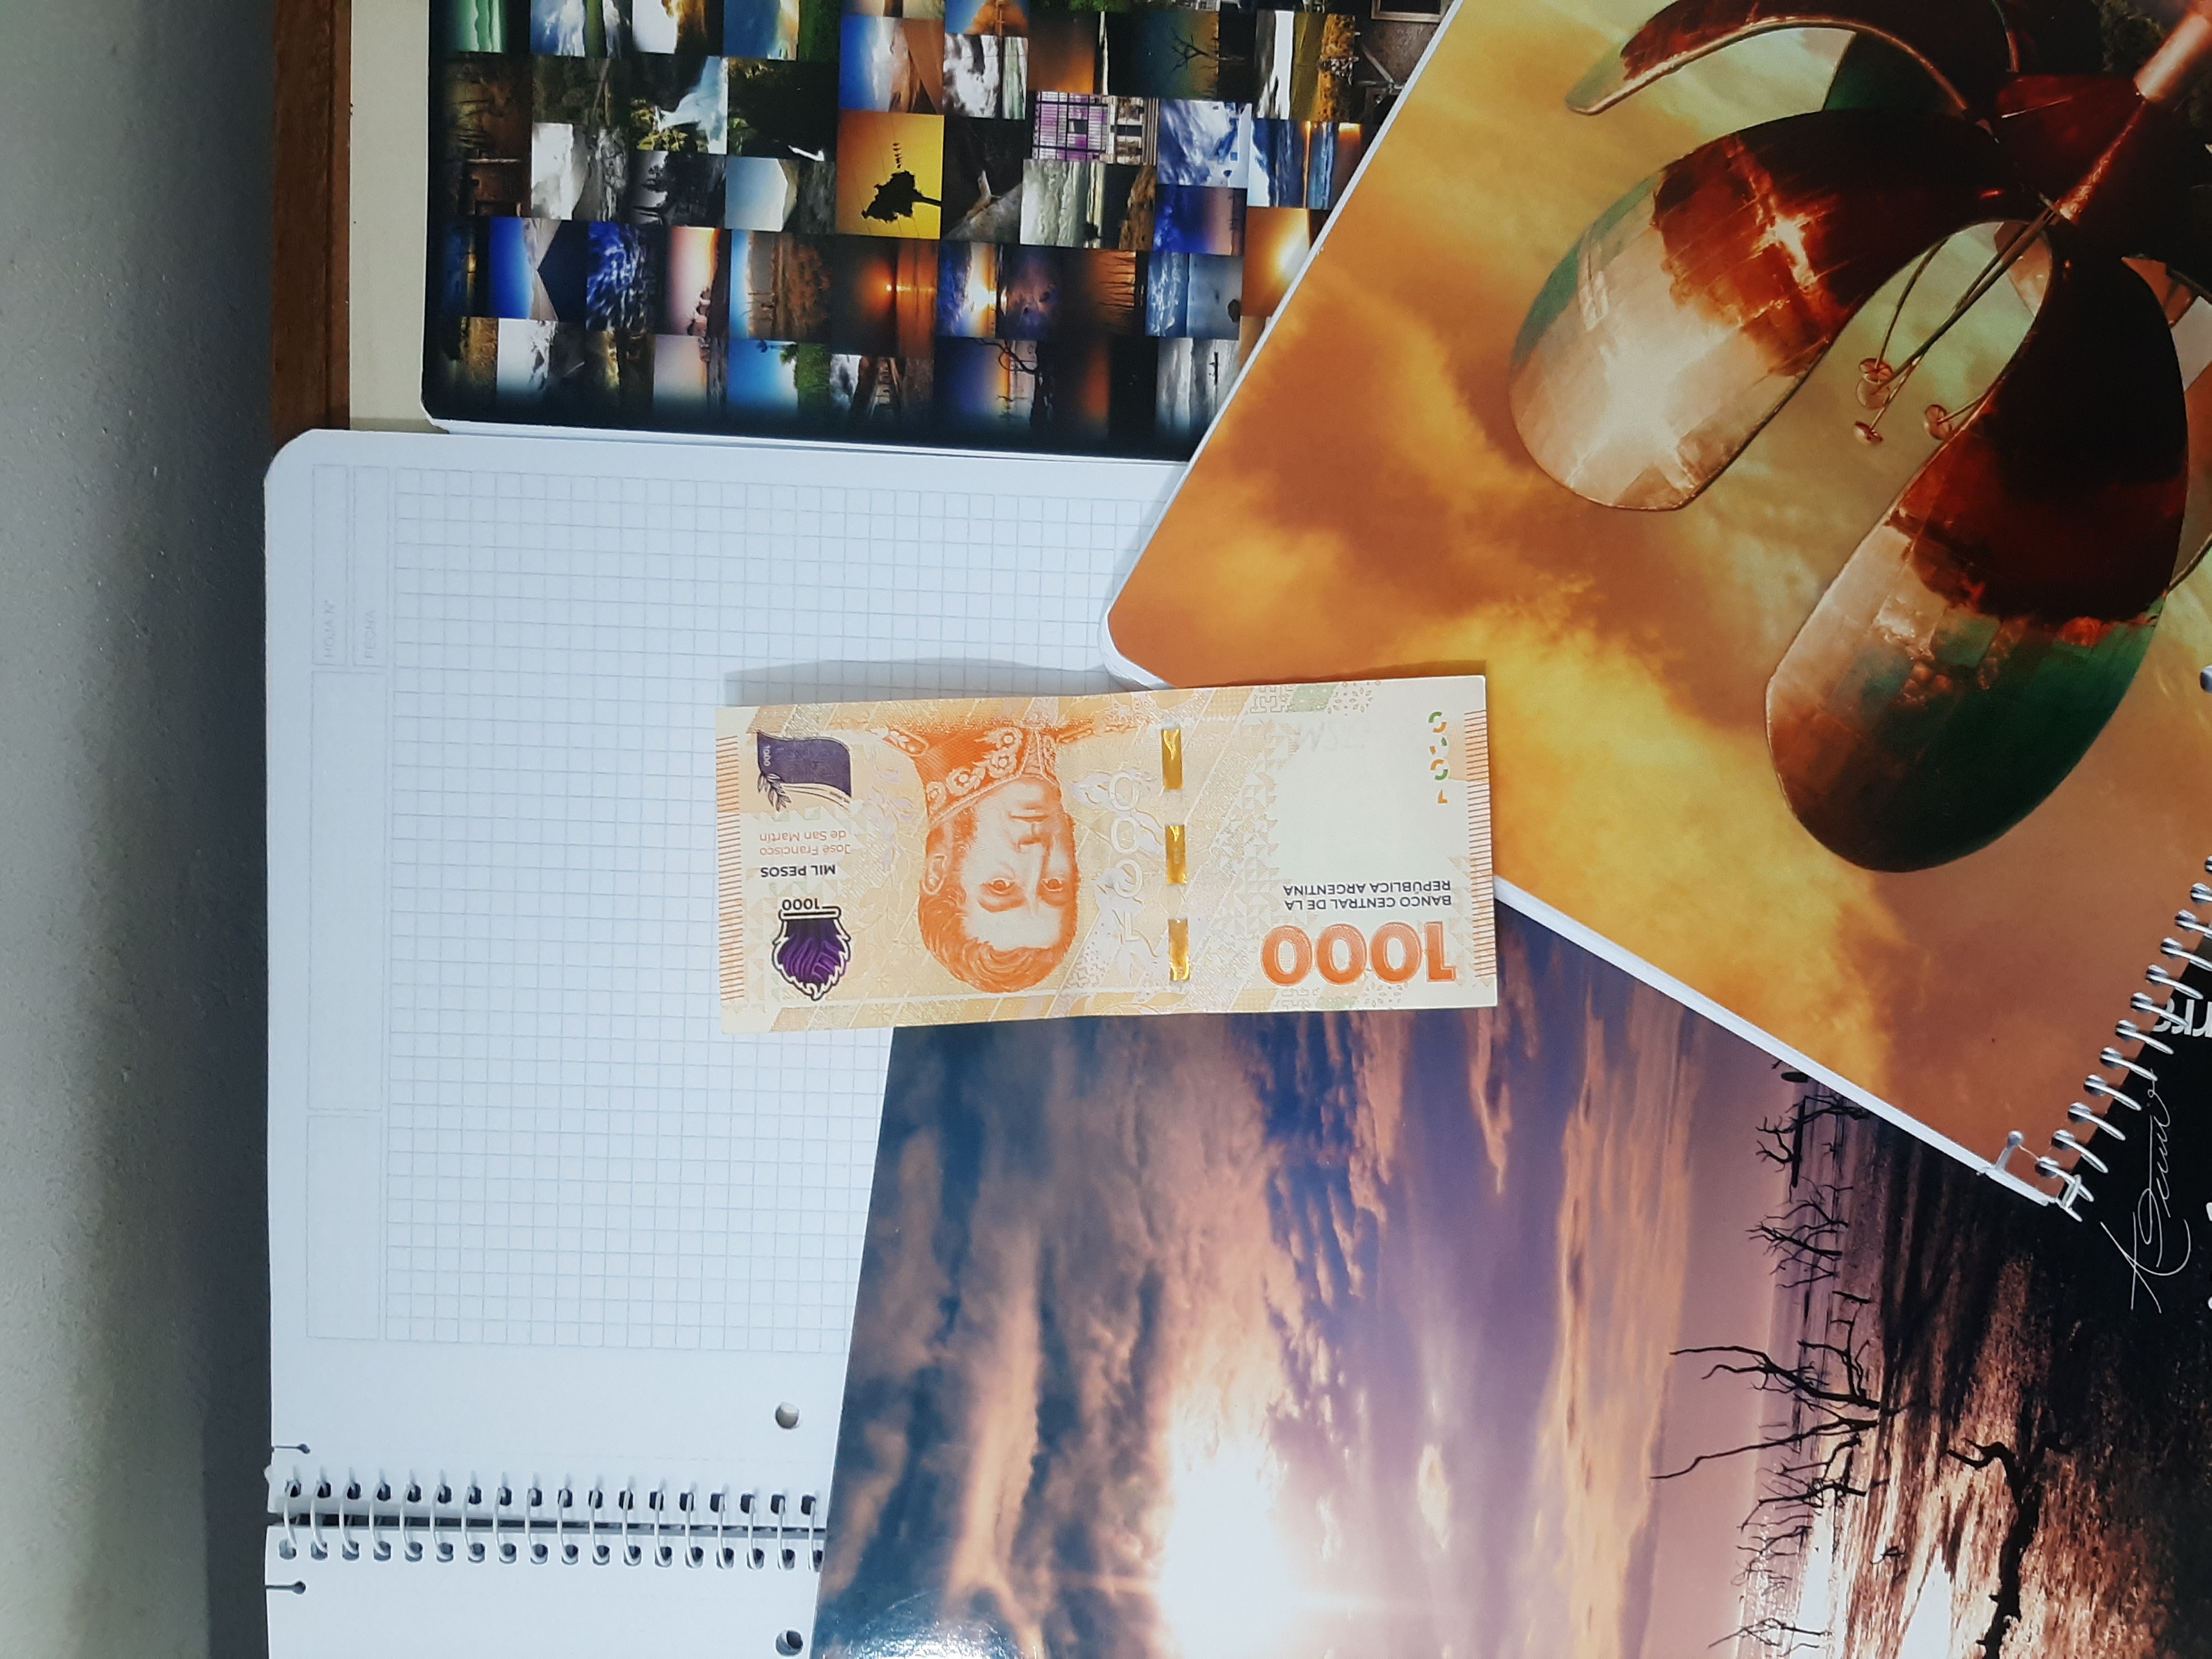 HOJA N°
FECHA
1000
BANCO CENTRAL DE LA
REPÚBLICA ARGENTINA
1000
1000
MIL PESOS
José Francisco
de San Martín
1000